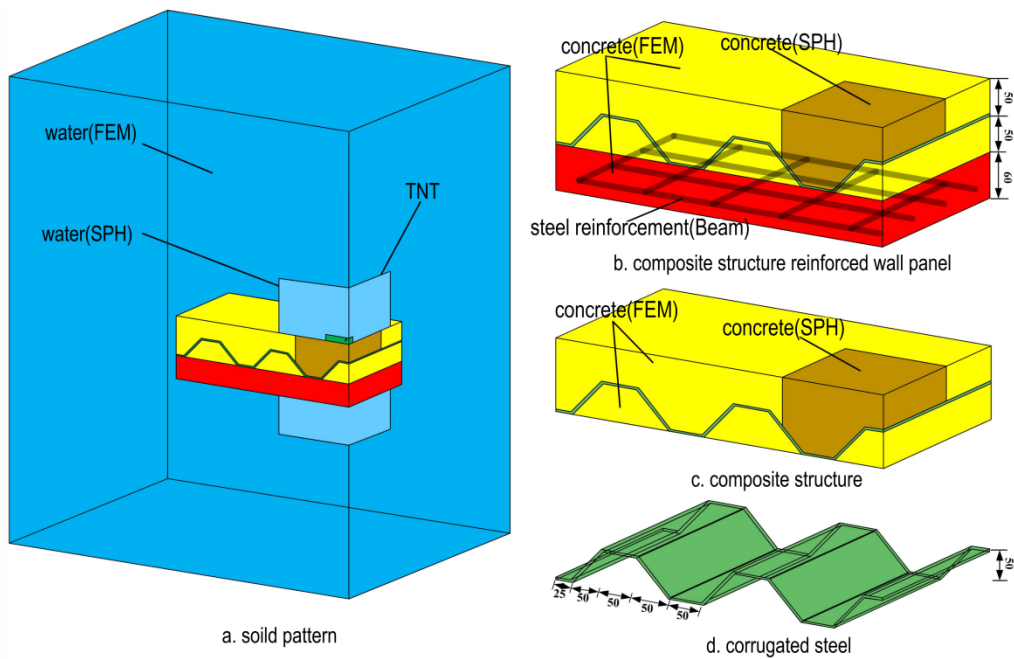 water(FEM)
water(SPH)
TNT
a. soild pattern
concrete(FEM)
concrete(SPH)
50
50
60
steel reinforcement(Beam)
b. composite structure reinforced wall panel
concrete(FEM)
concrete(SPH)
c. composite structure
50
25 50 50 50 50
d. corrugated steel